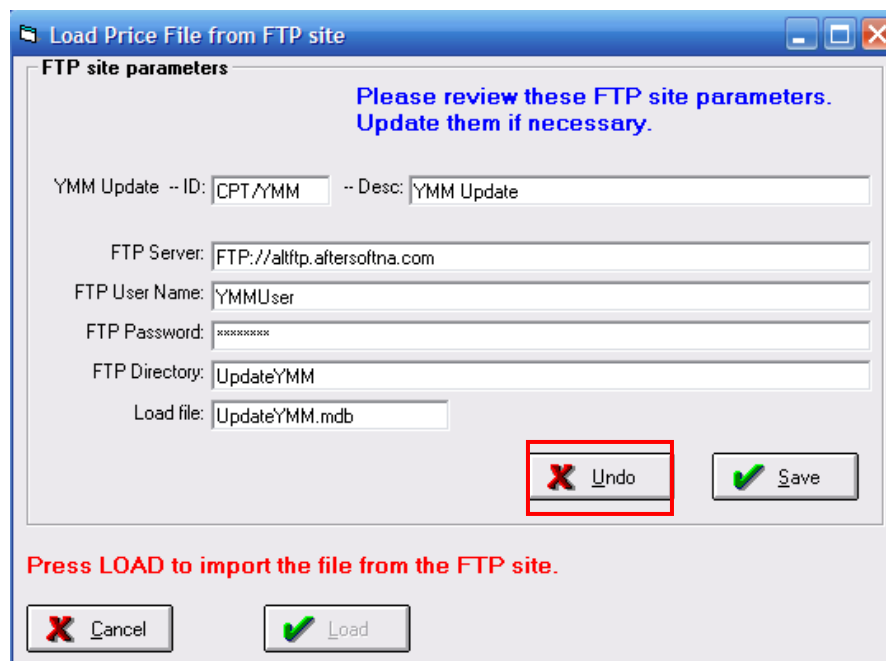 Load Price File from FTP site
FTP site parameters
Please review these FTP site parameters.
Update them if necessary.
YMM Update -- ID: CPT/YMM -- Desc: YMM Update
FTP Server: FTP://altftp.aftersoftna.com
FTP User Name: YMMUser
FTP Password: ********
FTP Directory: UpdateYMM
Load file: UpdateYMM.mdb
Undo Save
Press LOAD to import the file from the FTP site.
Cancel Load